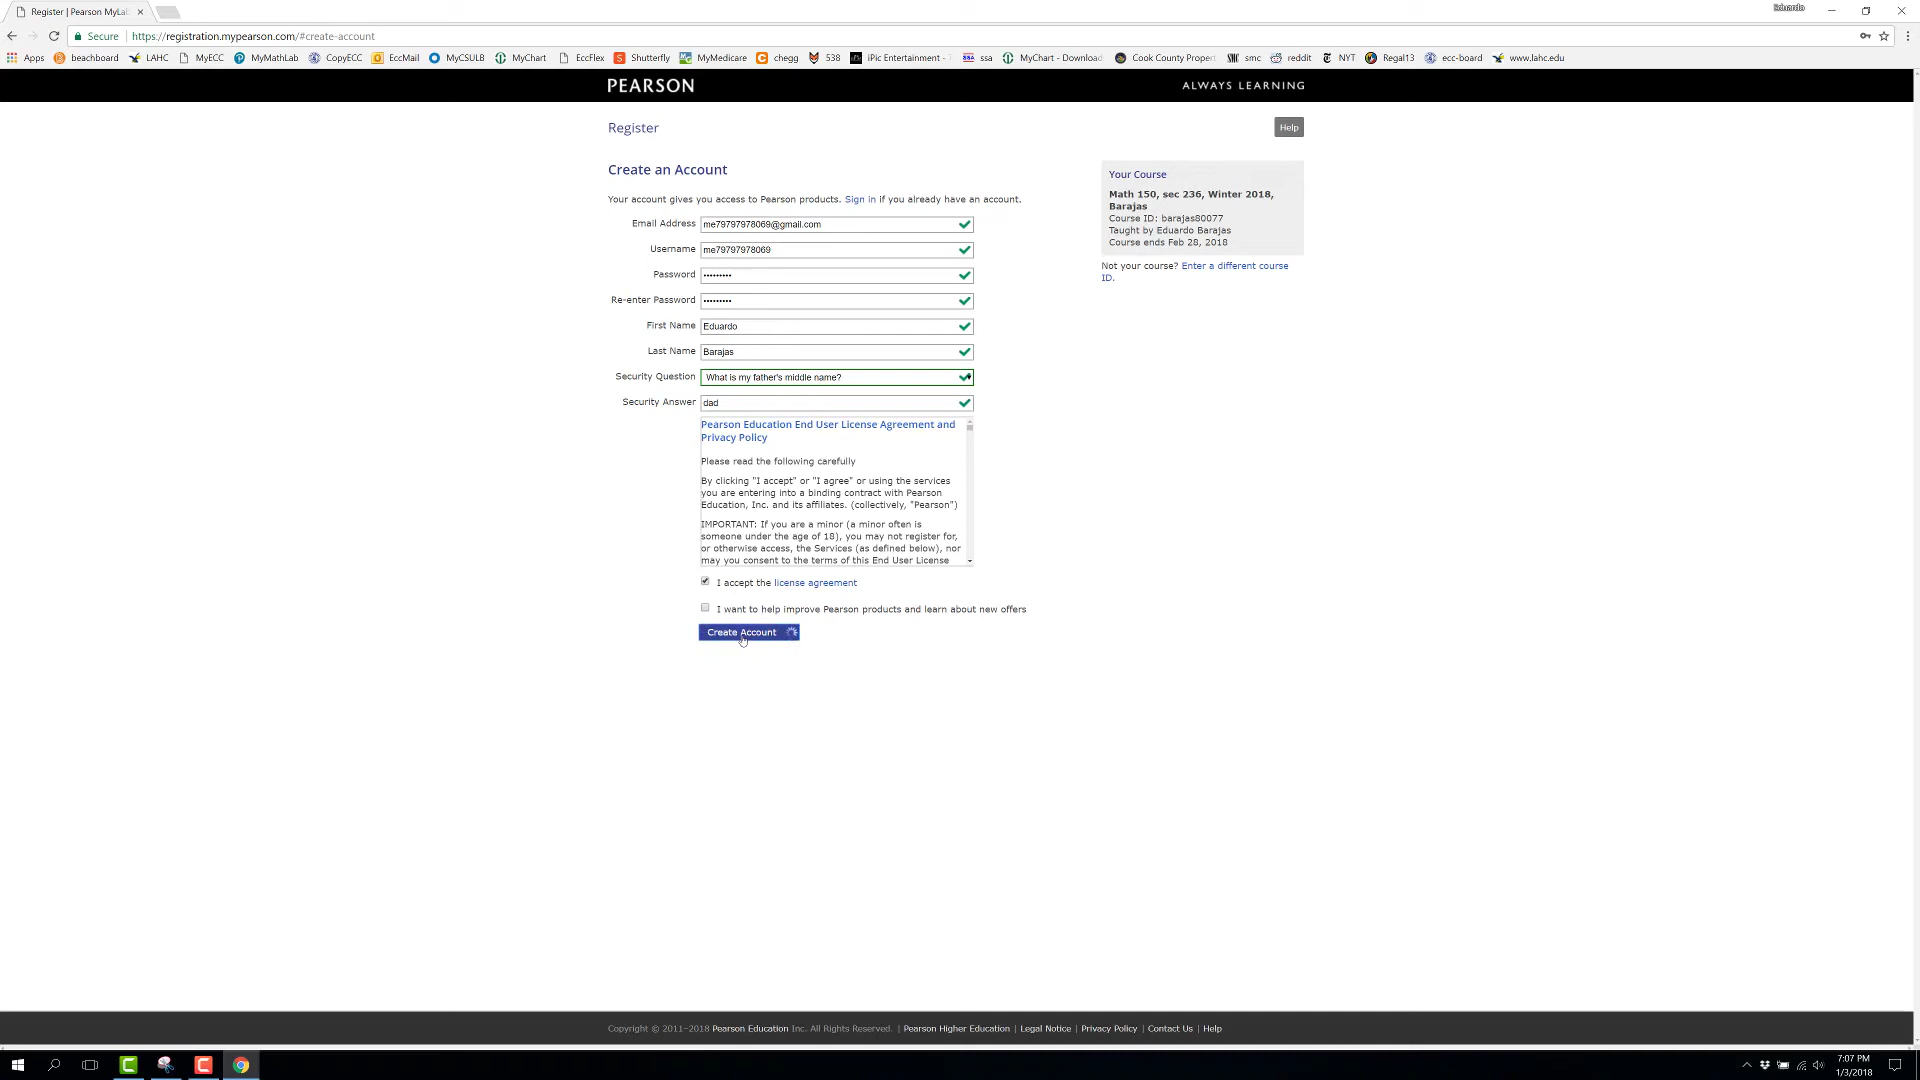 Register | Pearson MyLa
Eduardo
Secure
https://registration.mypearson.com/#create-account
Apps beachboard LAHC MyECC MyMathLab CopyECC EccMail MyCSULB MyChart EccFlex Shutterfly MyMedicare chegg 538 iPic Entertainment - ssa MyChart - Download Cook County Propert smc reddit NYT Regal13 ecc-board www.lahc.edu
PEARSON
ALWAYS LEARNING
Register
Help
Create an Account
Your account gives you access to Pearson products. Sign in if you already have an account.
Email Address me79797978069@gmail.com
Username me79797978069
Password •••••••••
Re-enter Password •••••••••
First Name Eduardo
Last Name Barajas
Security Question What is my father's middle name?
Security Answer dad
Pearson Education End User License Agreement and
Privacy Policy
Please read the following carefully
By clicking "I accept" or "I agree" or using the services
you are entering into a binding contract with Pearson
Education, Inc. and its affiliates. (collectively, "Pearson")
IMPORTANT: If you are a minor (a minor often is
someone under the age of 18), you may not register for,
or otherwise access, the Services (as defined below), nor
may you consent to the terms of this End User License
I accept the license agreement
I want to help improve Pearson products and learn about new offers
Create Account
Your Course
Math 150, sec 236, Winter 2018,
Barajas
Course ID: barajas80077
Taught by Eduardo Barajas
Course ends Feb 28, 2018
Not your course? Enter a different course
ID.
Copyright © 2011–2018 Pearson Education Inc. All Rights Reserved. | Pearson Higher Education | Legal Notice | Privacy Policy | Contact Us | Help
7:07 PM
1/3/2018